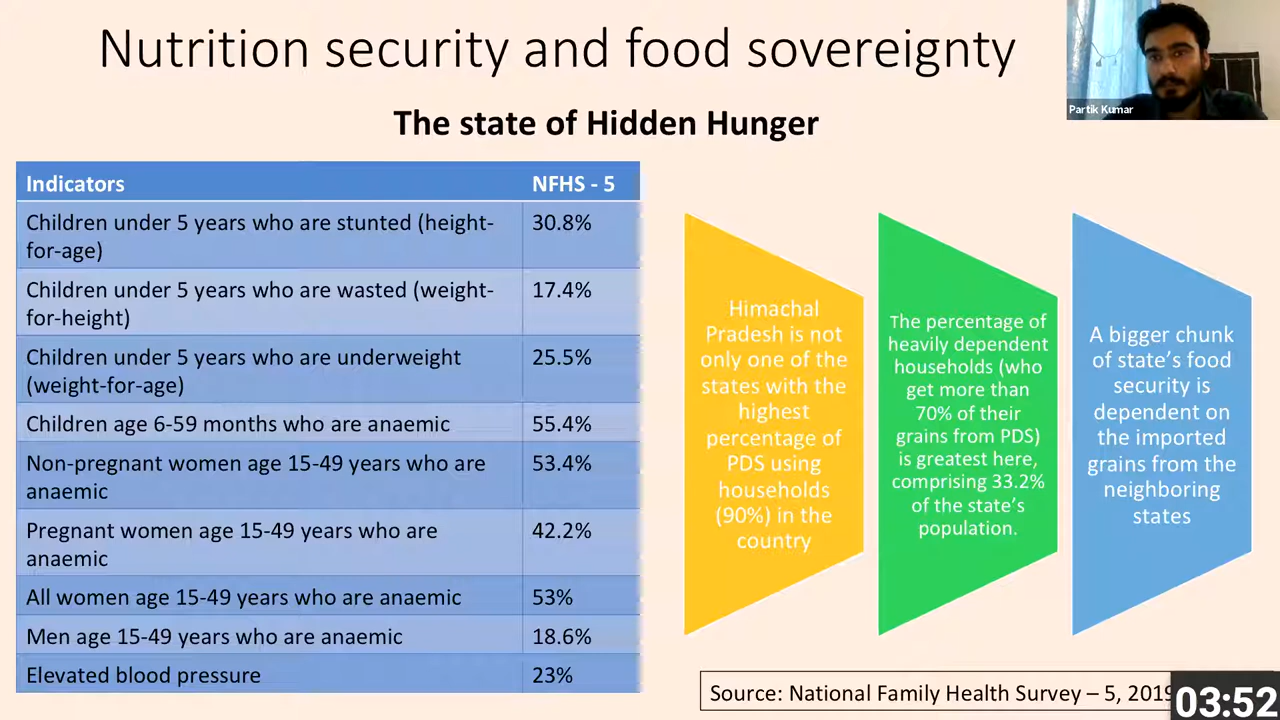 Nutrition security and food sovereignty
Partik Kumar
The state of Hidden Hunger
Indicators NFHS - 5
Children under 5 years who are stunted (height- 30.8%
for-age)
Children under 5 years who are wasted (weight- 17.4%
for-height)
Children under 5 years who are underweight 25.5%
(weight-for-age)
Children age 6-59 months who are anaemic 55.4%
Non-pregnant women age 15-49 years who are 53.4%
anaemic
Pregnant women age 15-49 years who are 42.2%
anaemic
All women age 15-49 years who are anaemic 53%
Men age 15-49 years who are anaemic 18.6%
Elevated blood pressure 23%
Himachal
Pradesh is not
only one of the
states with the
highest
percentage of
PDS using
households
(90%) in the
country
The percentage of
heavily dependent
households (who
get more than
70% of their
grains from PDS)
is greatest here,
comprising 33.2%
of the state's
population.
A bigger chunk
of state's food
security is
dependent on
the imported
grains from the
neighboring
states
Source: National Family Health Survey – 5, 2019
03:52